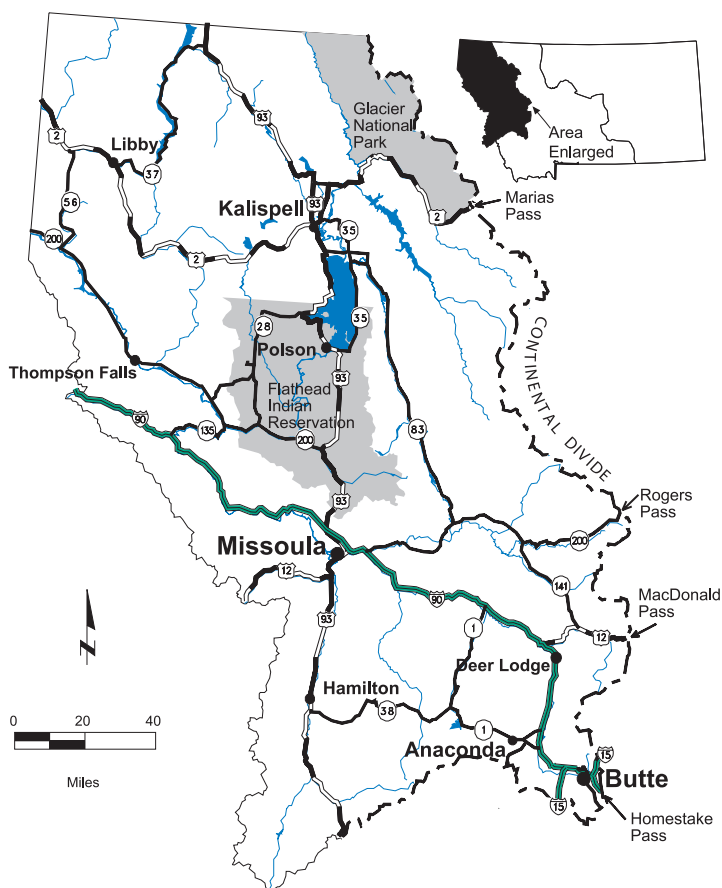 Glacier
National
Park
Area
Enlarged
93
2
Libby
37
Marias
Pass
56
93
Kalispell
2
35
200
2
28
35
Polson
Thompson Falls
93
CONTINENTAL DIVIDE
Flathead
Indian
Reservation
90
135
200
83
93
Rogers
Pass
200
Missoula
12
141
90
MacDonald
Pass
93
1
12
Deer Lodge
Hamilton
38
1
Anaconda
15
Butte
15
Homestake
Pass
N
0 20 40
Miles